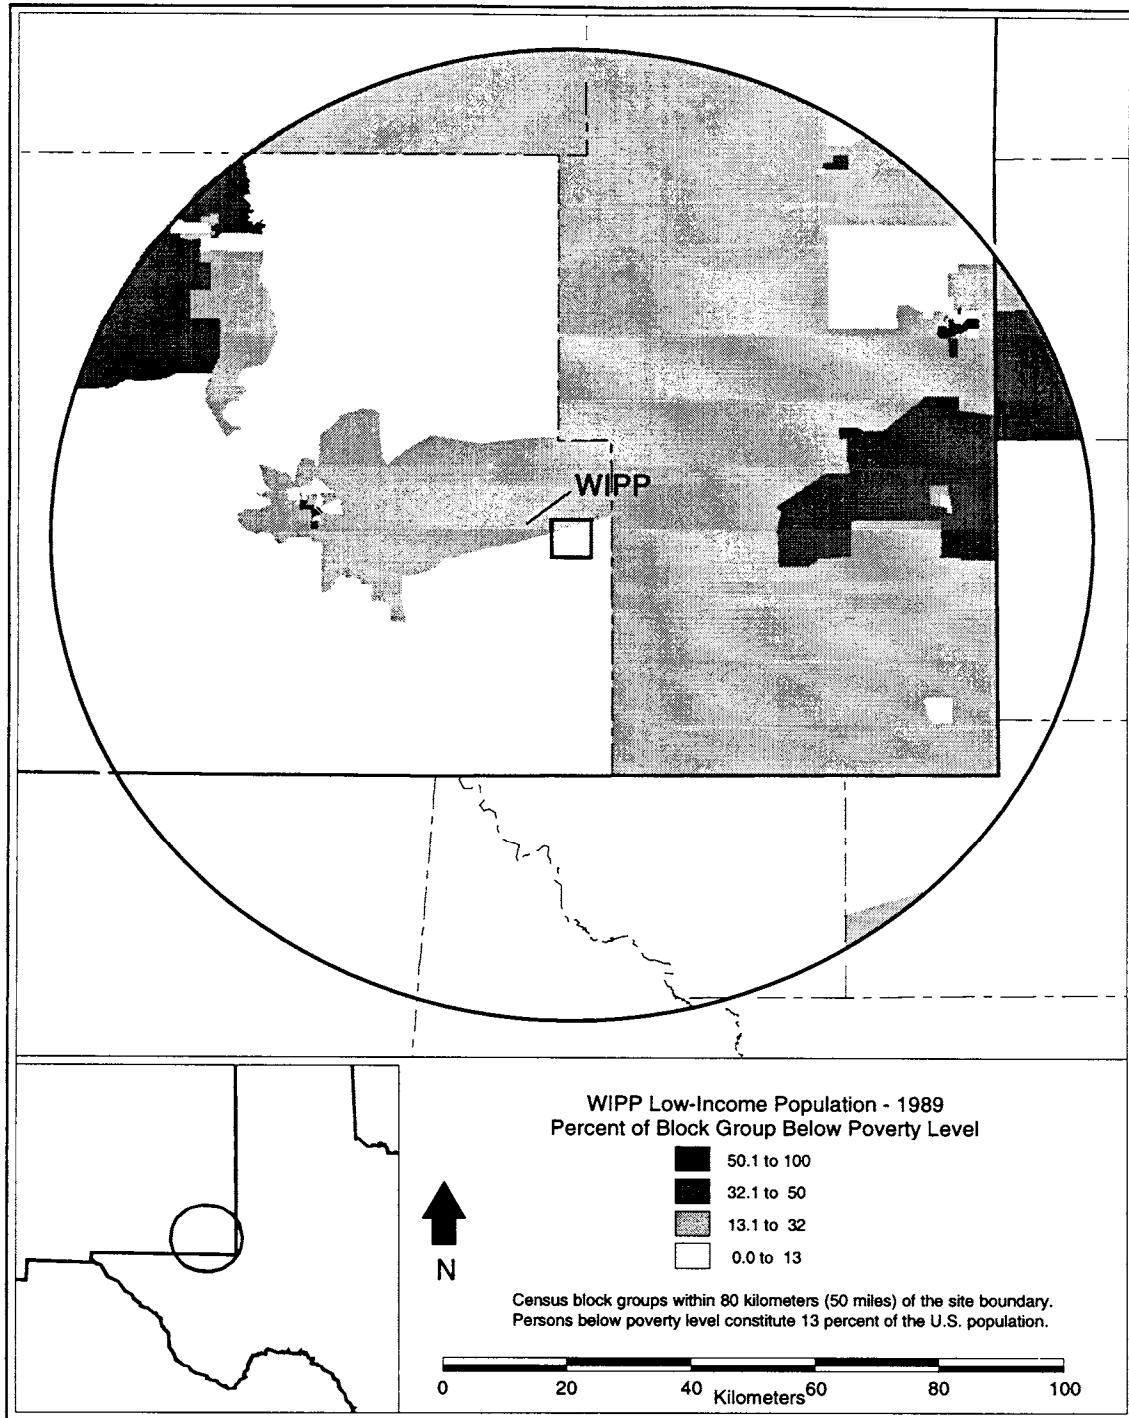 WIPP
WIPP Low-Income Population - 1989
Percent of Block Group Below Poverty Level
50.1 to 100
32.1 to 50
13.1 to 32
0.0 to 13
N
Census block groups within 80 kilometers (50 miles) of the site boundary.
Persons below poverty level constitute 13 percent of the U.S. population.
0 20 40 60 80 100
Kilometers